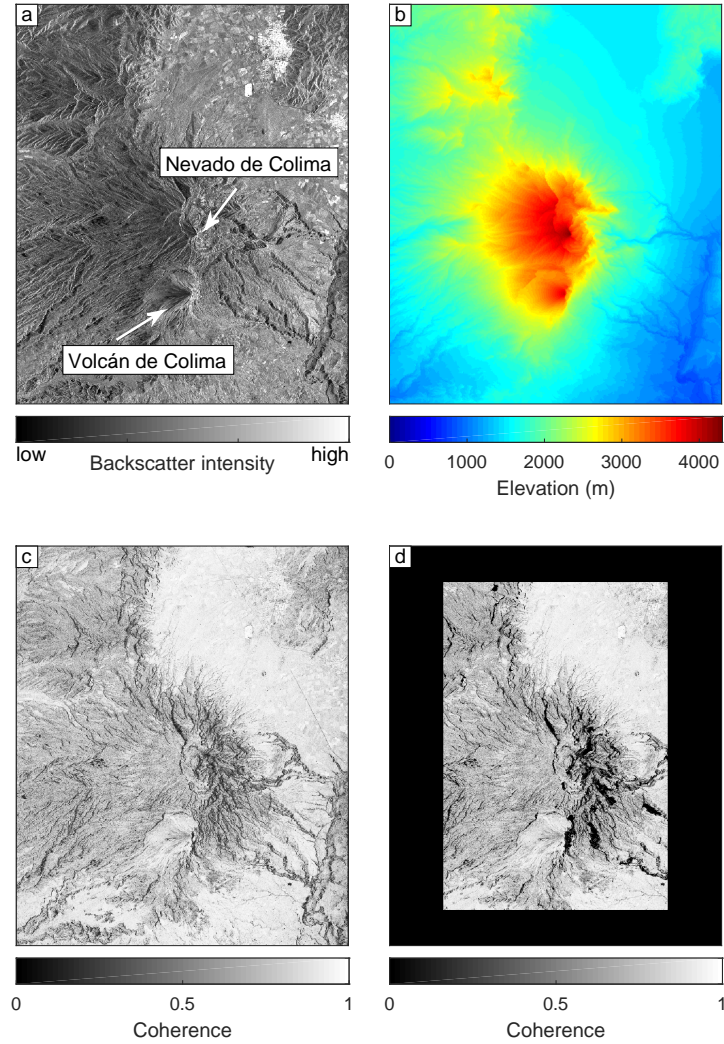 a
Nevado de Colima
Volcán de Colima
low
high
Backscatter intensity
b
0 1000 2000 3000 4000
Elevation (m)
c
0 0.5 1
Coherence
d
0 0.5 1
Coherence